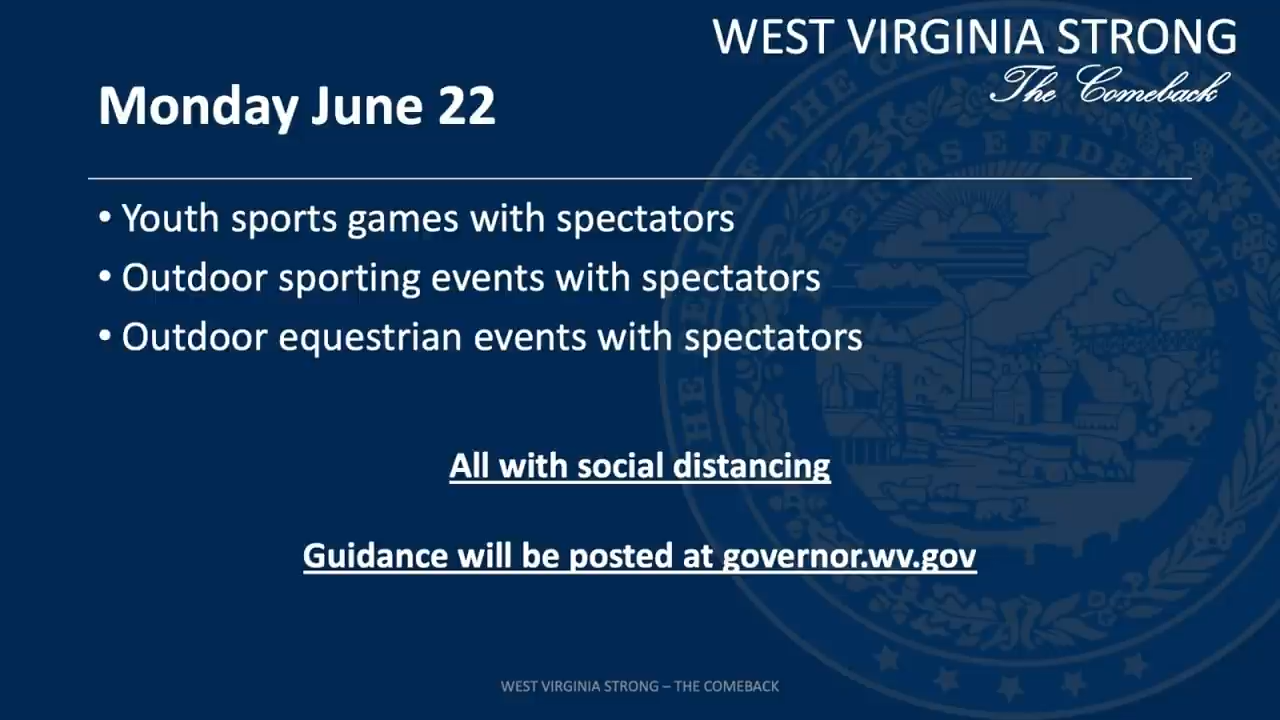 WEST VIRGINIA STRONG
The Comeback
Monday June 22
• Youth sports games with spectators
• Outdoor sporting events with spectators
• Outdoor equestrian events with spectators
All with social distancing
Guidance will be posted at governor.wv.gov
WEST VIRGINIA STRONG – THE COMEBACK